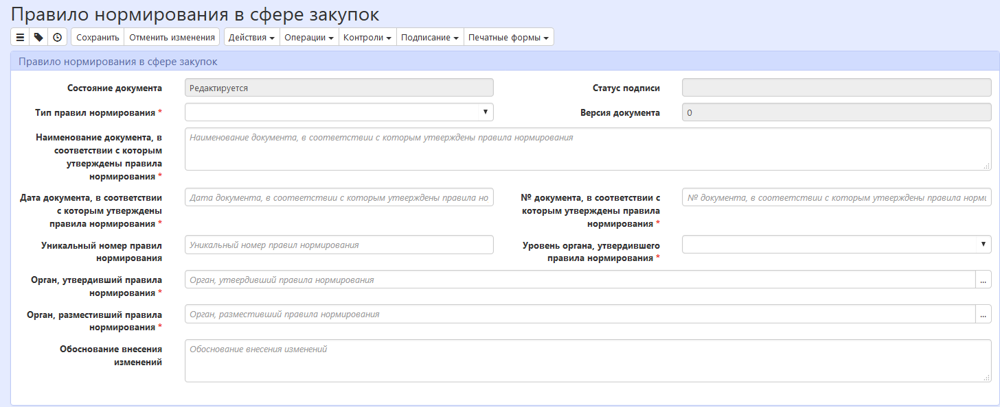 Правило нормирования в сфере закупок
Сохранить Отменить изменения Действия Операции Контроли Подписание Печатные формы
Правило нормирования в сфере закупок
Состояние документа Редактируется Статус подписи
Тип правил нормирования * Версия документа 0
Наименование документа, в
соответствии с которым
утверждены правила
нормирования *
Наименование документа, в соответствии с которым утверждены правила нормирования
Дата документа, в соответствии
с которым утверждены
правила нормирования *
Дата документа, в соответствии с которым утверждены правила но
№ документа, в соответствии с
которым утверждены правила
нормирования *
№ документа, в соответствии с которым утверждены правила норми
Уникальный номер правил
нормирования
Уникальный номер правил нормирования
Уровень органа, утвердившего
правила нормирования *
Орган, утвердивший правила
нормирования *
Орган, утвердивший правила нормирования
...
Орган, разместивший правила
нормирования *
Орган, разместивший правила нормирования
...
Обоснование внесения
изменений
Обоснование внесения изменений